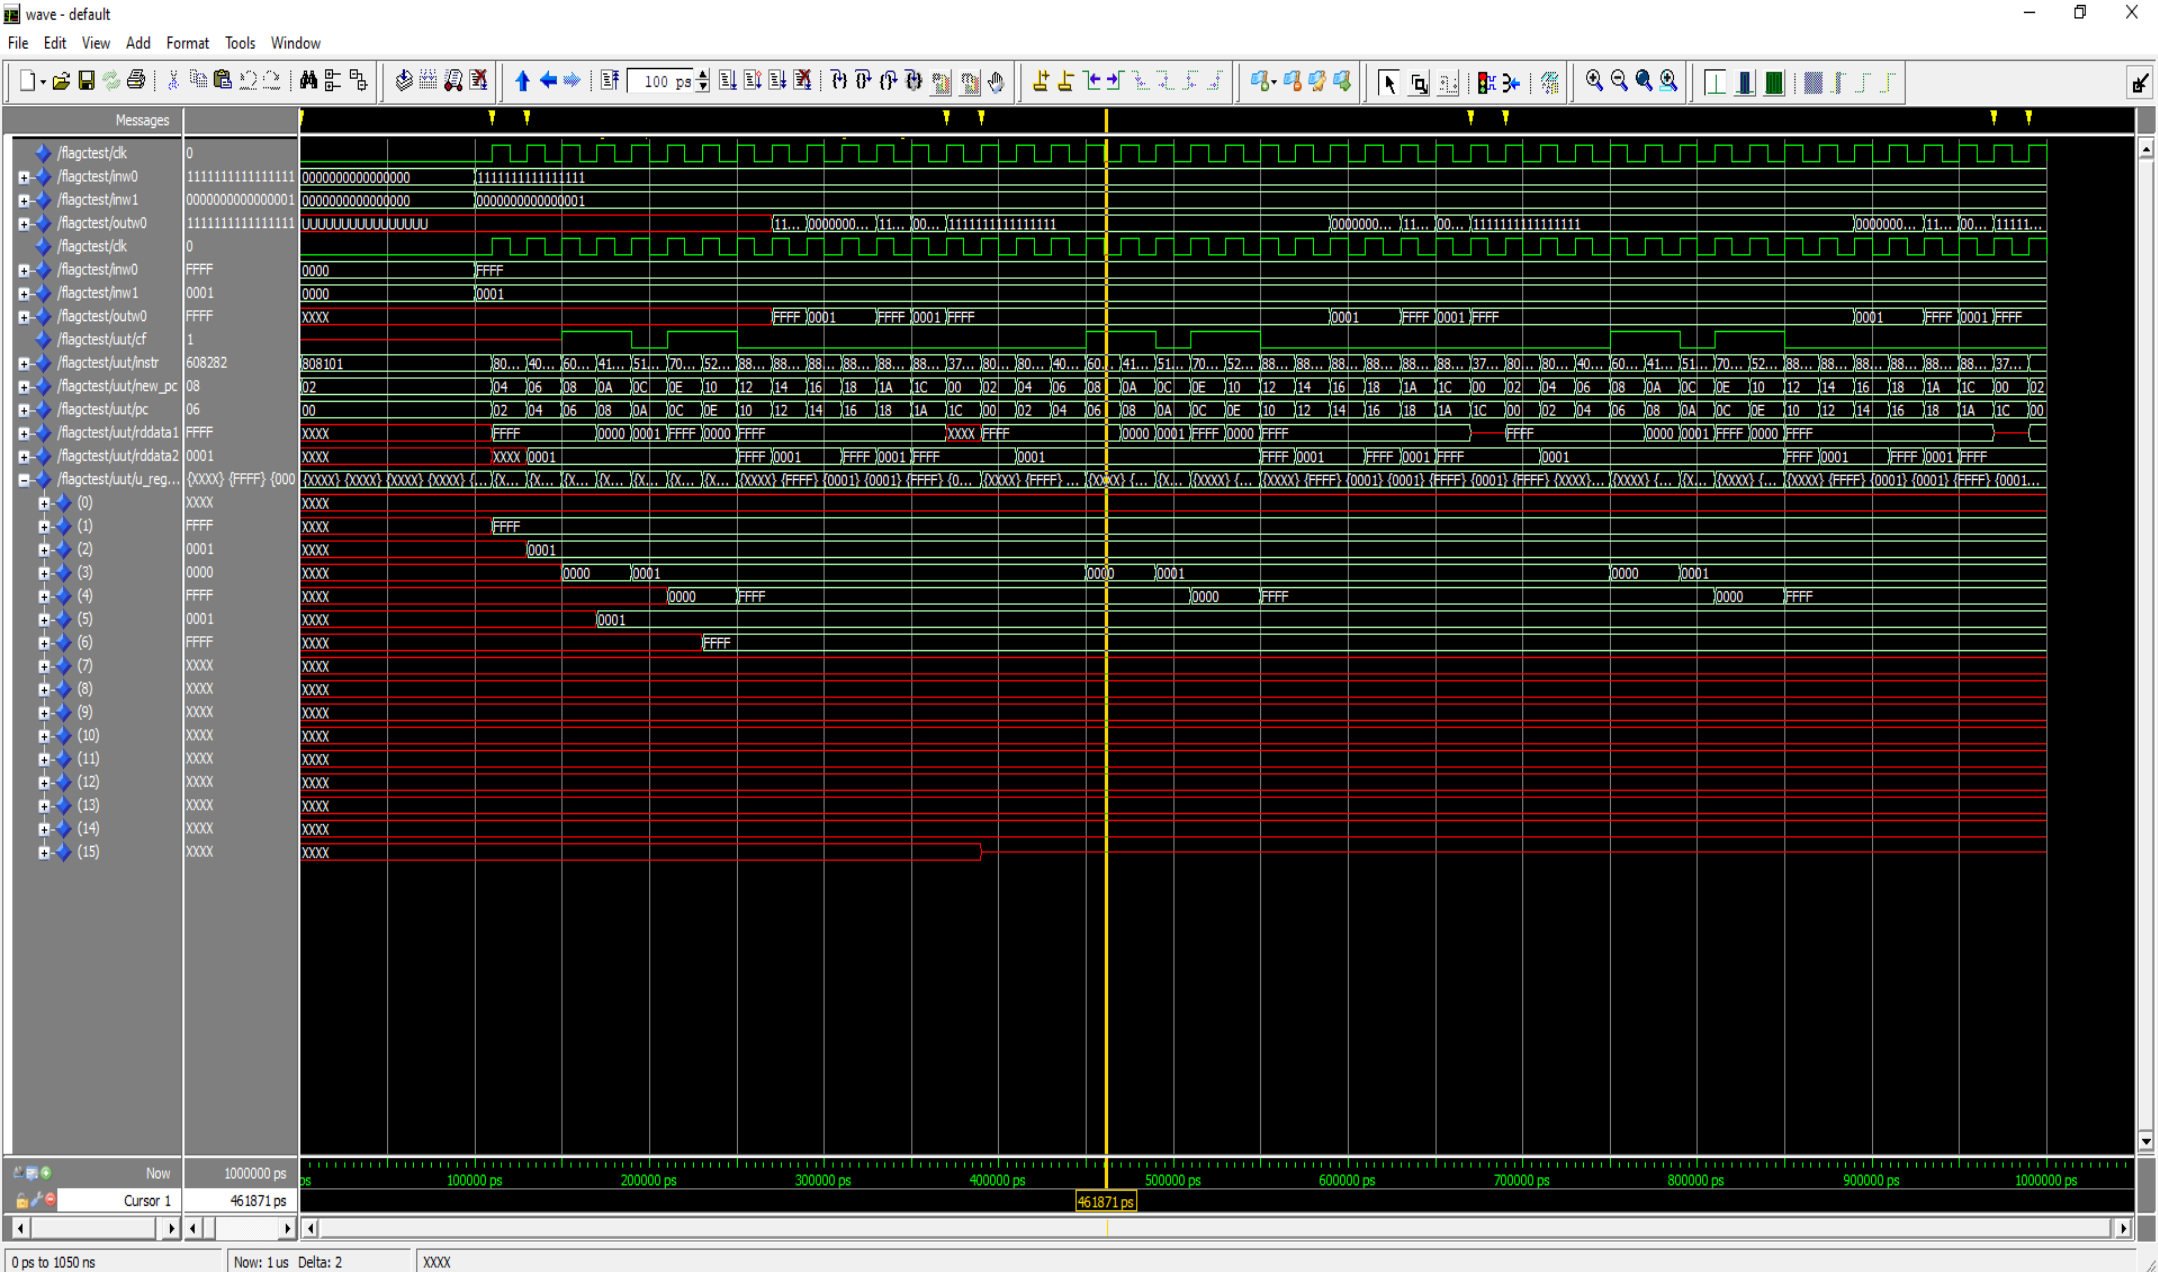 wave - default
File Edit View Add Format Tools Window
100 ps
Messages
/flagctest/clk 0
/flagctest/inw0 1111111111111111 0000000000000000 1111111111111111
/flagctest/inw1 0000000000000001 0000000000000000 0000000000000001
/flagctest/outw0 1111111111111111 UUUUUUUUUUUUUUUU 11... 0000000... 11... 00... 1111111111111111 0000000... 11... 00... 1111111111111111 0000000... 11... 00... 11111...
/flagctest/clk 0
/flagctest/inw0 FFFF 0000 FFFF
/flagctest/inw1 0001 0000 0001
/flagctest/outw0 FFFF XXXX FFFF 0001 FFFF 0001 FFFF 0001 FFFF 0001 FFFF 0001 FFFF 0001 FFFF
/flagctest/uut/cf 1
/flagctest/uut/instr 608282 808101 80... 40... 60... 41... 51... 70... 52... 88... 88... 88... 88... 88... 88... 37... 80... 80... 40... 60... 41... 51... 70... 52... 88... 88... 88... 88... 88... 88... 37... 80... 80... 40... 60... 41... 51... 70... 52... 88... 88... 88... 88... 88... 88... 37...
/flagctest/uut/new_pc 08 02 04 06 08 0A 0C 0E 10 12 14 16 18 1A 1C 00 02 04 06 08 0A 0C 0E 10 12 14 16 18 1A 1C 00 02 04 06 08 0A 0C 0E 10 12 14 16 18 1A 1C 00 02
/flagctest/uut/pc 06 00 02 04 06 08 0A 0C 0E 10 12 14 16 18 1A 1C 00 02 04 06 08 0A 0C 0E 10 12 14 16 18 1A 1C 00 02 04 06 08 0A 0C 0E 10 12 14 16 18 1A 1C 00
/flagctest/uut/rddata1 FFFF XXXX FFFF 0000 0001 FFFF 0000 FFFF XXXX FFFF 0000 0001 FFFF 0000 FFFF FFFF 0000 0001 FFFF 0000 FFFF
/flagctest/uut/rddata2 0001 XXXX XXXX 0001 FFFF 0001 FFFF 0001 FFFF 0001 FFFF 0001 FFFF 0001 FFFF 0001 FFFF 0001 FFFF 0001 FFFF
/flagctest/uut/u_reg... {XXXX} {FFFF} {000 {XXXX} {XXXX} {XXXX} {XXXX} {... {X... {X... {X... {X... {X... {X... {X... {XXXX} {FFFF} {0001} {0001} {FFFF} {0... {XXXX} {FFFF} ... {XXXX} {... {X... {XXXX} {... {X... {XXXX} {FFFF} {0001} {0001} {FFFF} {0001} {FFFF} {XXXX}... {XXXX} {... {X... {XXXX} {... {XXXX} {FFFF} {0001} {0001} {FFFF} {0001...
(0) XXXX XXXX
(1) FFFF XXXX FFFF
(2) 0001 XXXX 0001
(3) 0000 XXXX 0000 0001 0000 0001 0000 0001
(4) FFFF XXXX 0000 FFFF 0000 FFFF 0000 FFFF
(5) 0001 XXXX 0001
(6) FFFF XXXX FFFF
(7) XXXX XXXX
(8) XXXX XXXX
(9) XXXX XXXX
(10) XXXX XXXX
(11) XXXX XXXX
(12) XXXX XXXX
(13) XXXX XXXX
(14) XXXX XXXX
(15) XXXX XXXX
Now 1000000 ps ps 100000 ps 200000 ps 300000 ps 400000 ps 500000 ps 600000 ps 700000 ps 800000 ps 900000 ps 1000000 ps
Cursor 1 461871 ps 461871 ps
0 ps to 1050 ns Now: 1 us Delta: 2 XXXX